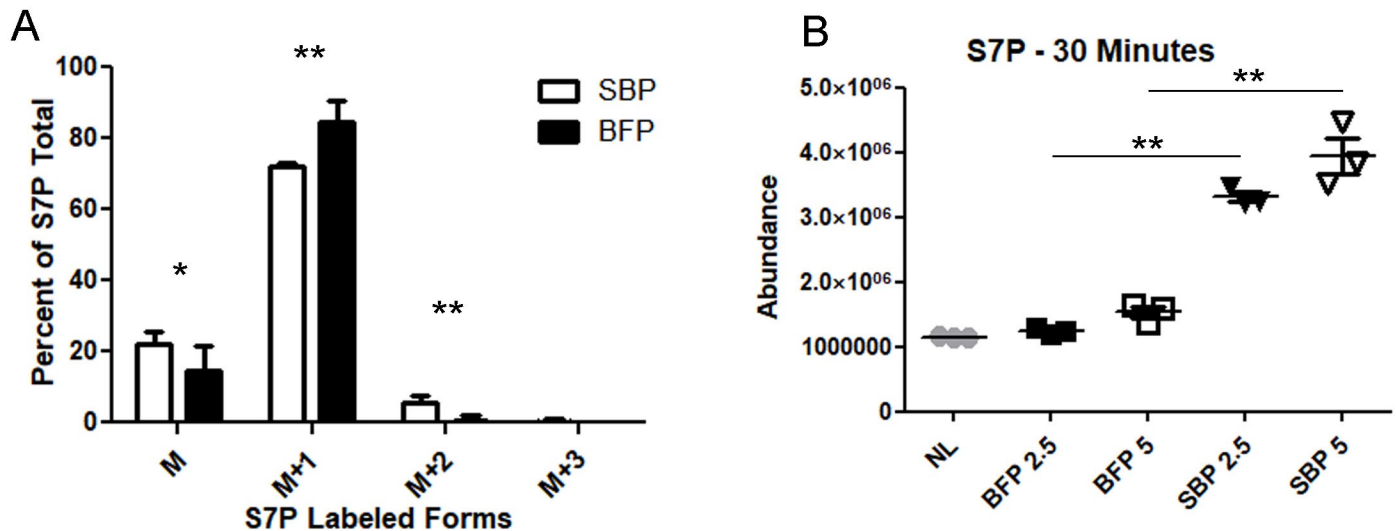 A
**
100
80
60
40
20
0
Percent of S7P Total
SBP
BFP
*
**
M
M+1
M+2
M+3
S7P Labeled Forms
B
S7P - 30 Minutes
**
**
5.0×10⁰⁶
4.0×10⁰⁶
3.0×10⁰⁶
2.0×10⁰⁶
1000000
0
Abundance
NL
BFP 2.5
BFP 5
SBP 2.5
SBP 5